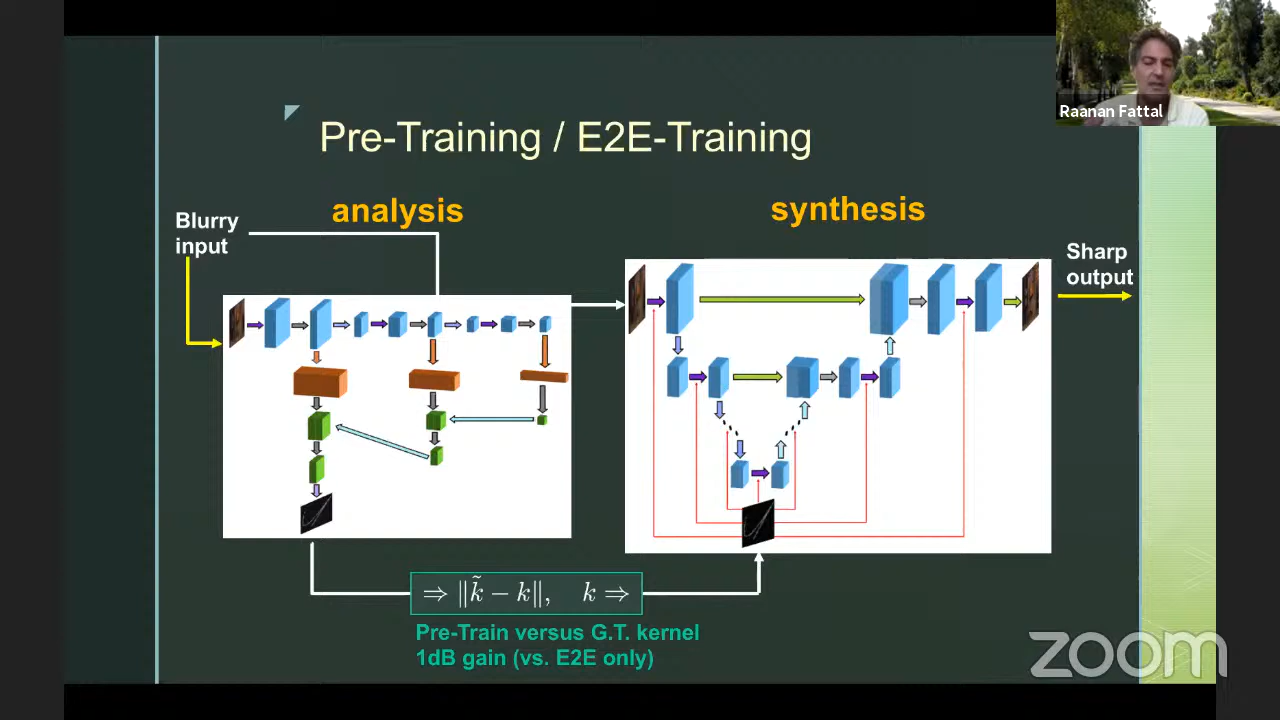 Raanan Fattal
Pre-Training / E2E-Training
analysis
synthesis
Blurry
input
Sharp
output
⇒ ‖k̃ − k‖, k ⇒
Pre-Train versus G.T. kernel
1dB gain (vs. E2E only)
zoom